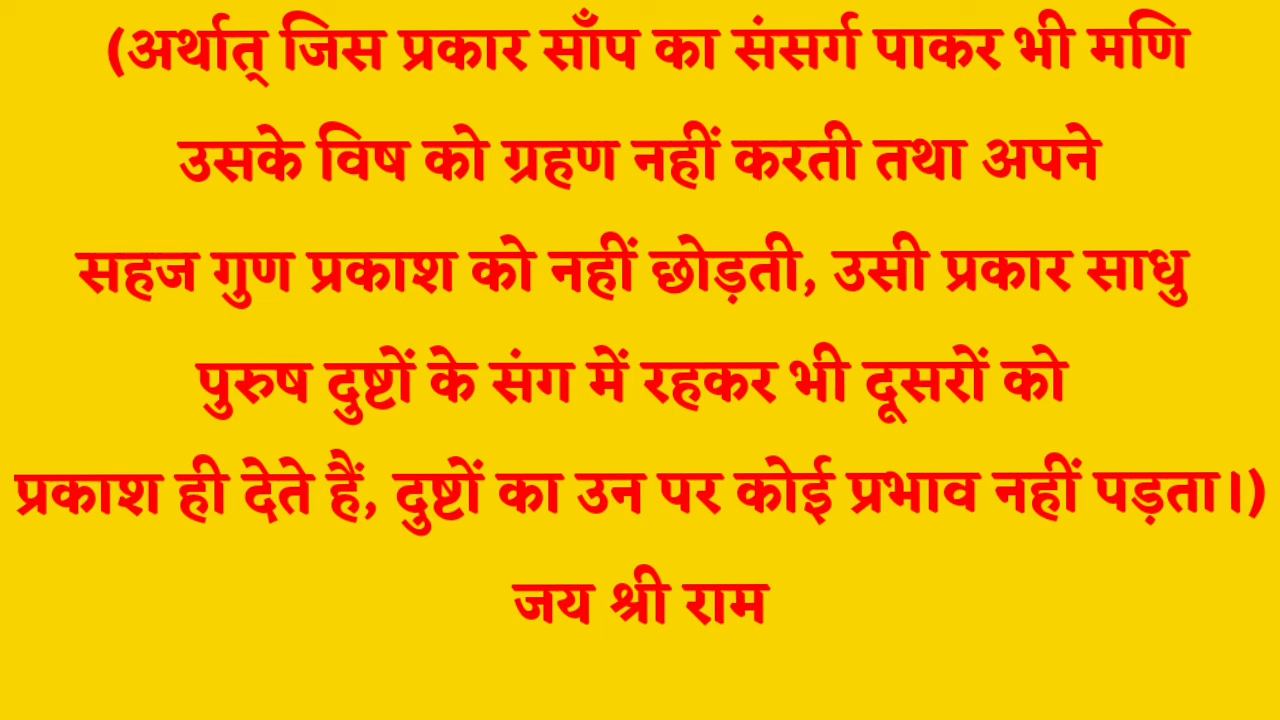 (अर्थात् जिस प्रकार साँप का संसर्ग पाकर भी मणि
उसके विष को ग्रहण नहीं करती तथा अपने
सहज गुण प्रकाश को नहीं छोड़ती, उसी प्रकार साधु
पुरुष दुष्टों के संग में रहकर भी दूसरों को
प्रकाश ही देते हैं, दुष्टों का उन पर कोई प्रभाव नहीं पड़ता।)
जय श्री राम